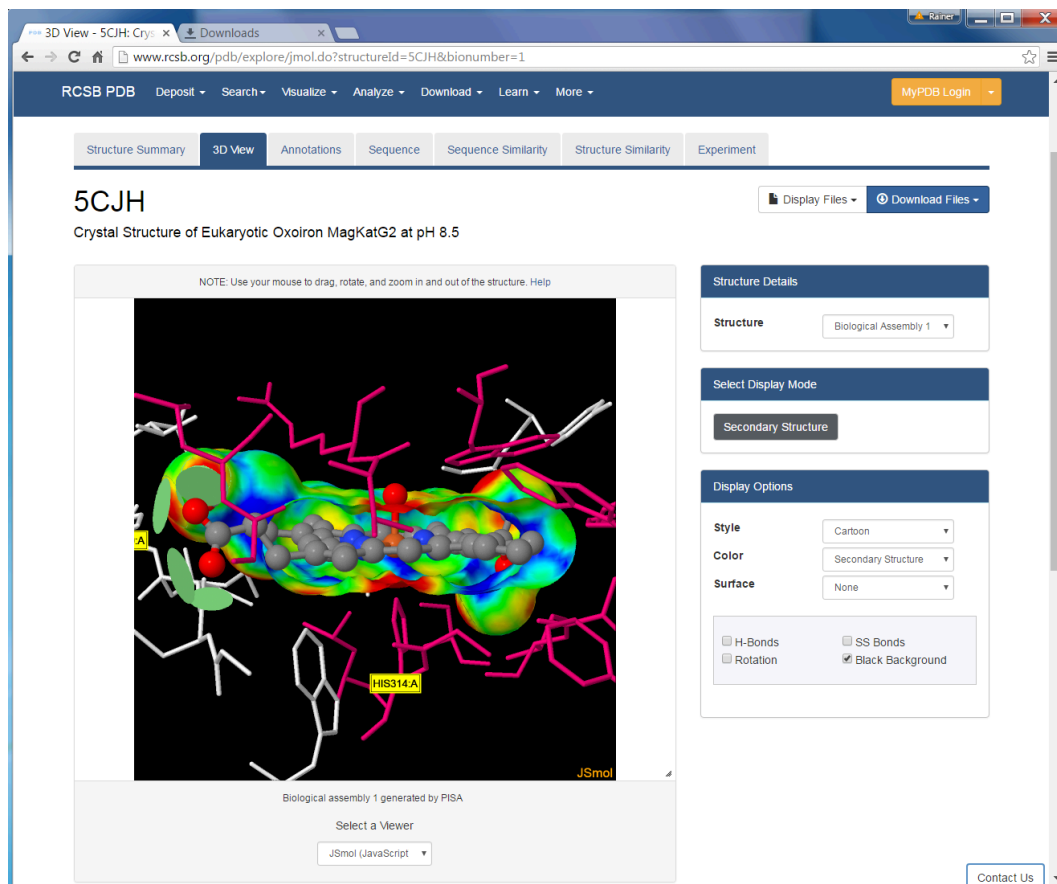 Rainer
3D View - 5CJH: Crys
Downloads
www.rcsb.org/pdb/explore/jmol.do?structureId=5CJH&bionumber=1
RCSB PDB Deposit Search Visualize Analyze Download Learn More MyPDB Login
Structure Summary 3D View Annotations Sequence Sequence Similarity Structure Similarity Experiment
5CJH
Display Files Download Files
Crystal Structure of Eukaryotic Oxoiron MagKatG2 at pH 8.5
NOTE: Use your mouse to drag, rotate, and zoom in and out of the structure. Help
:A
HIS314:A
JSmol
Biological assembly 1 generated by PISA
Select a Viewer
JSmol (JavaScript
Structure Details
Structure Biological Assembly 1
Select Display Mode
Secondary Structure
Display Options
Style Cartoon
Color Secondary Structure
Surface None
H-Bonds SS Bonds
Rotation Black Background
Contact Us